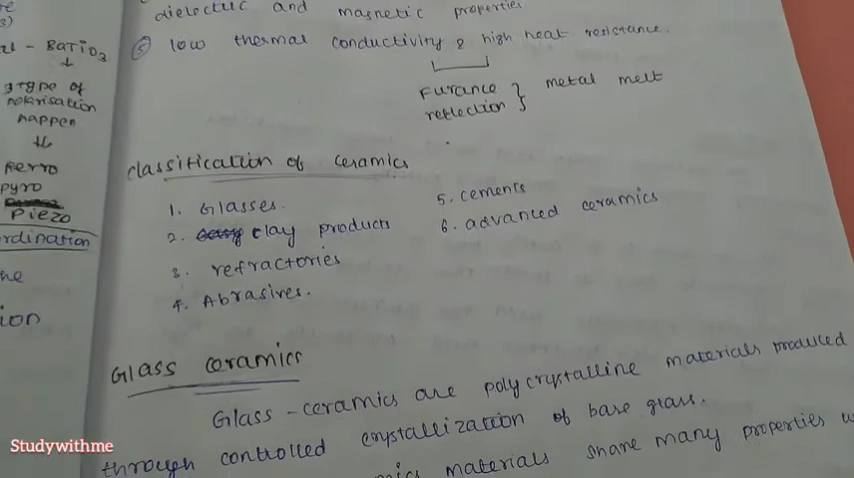 3)
BaTiO3
↓
3 type of
polarisation
happen
Ferro
pyro
Piezo
rdination
ion
dielectric and magnetic properties
⑤ low thermal conductivity & high heat resistance.
Furance } metal melt
reflection }
classification of ceramics
1. Glasses.
2. clay products
3. refractories
4. Abrasives.
5. cements
6. advanced ceramics
Glass ceramics
Glass - ceramics are polycrystalline materials produced
through controlled crystallization of base glass.
materials share many properties
Studywithme